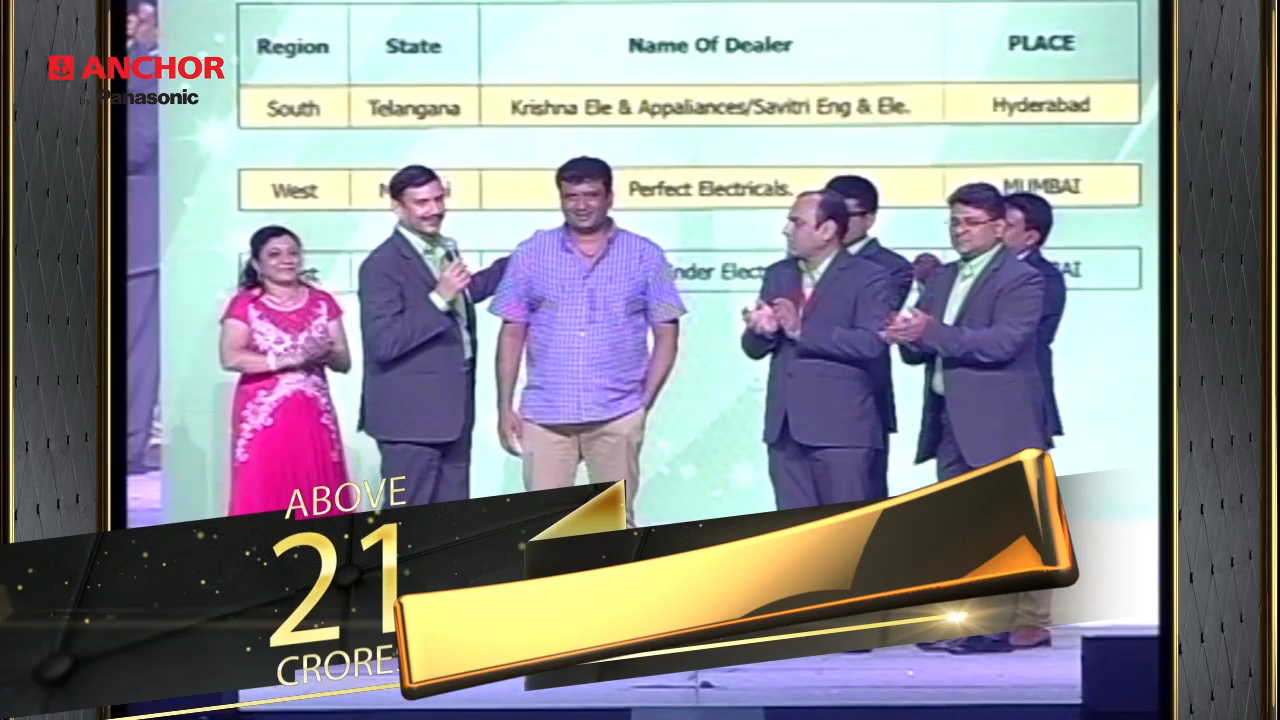 ANCHOR
by Panasonic
Region State Name Of Dealer PLACE
South Telangana Krishna Ele & Appaliances/Savitri Eng & Ele. Hyderabad
West Perfect Electricals. MUMBAI
ABOVE
21
CRORE